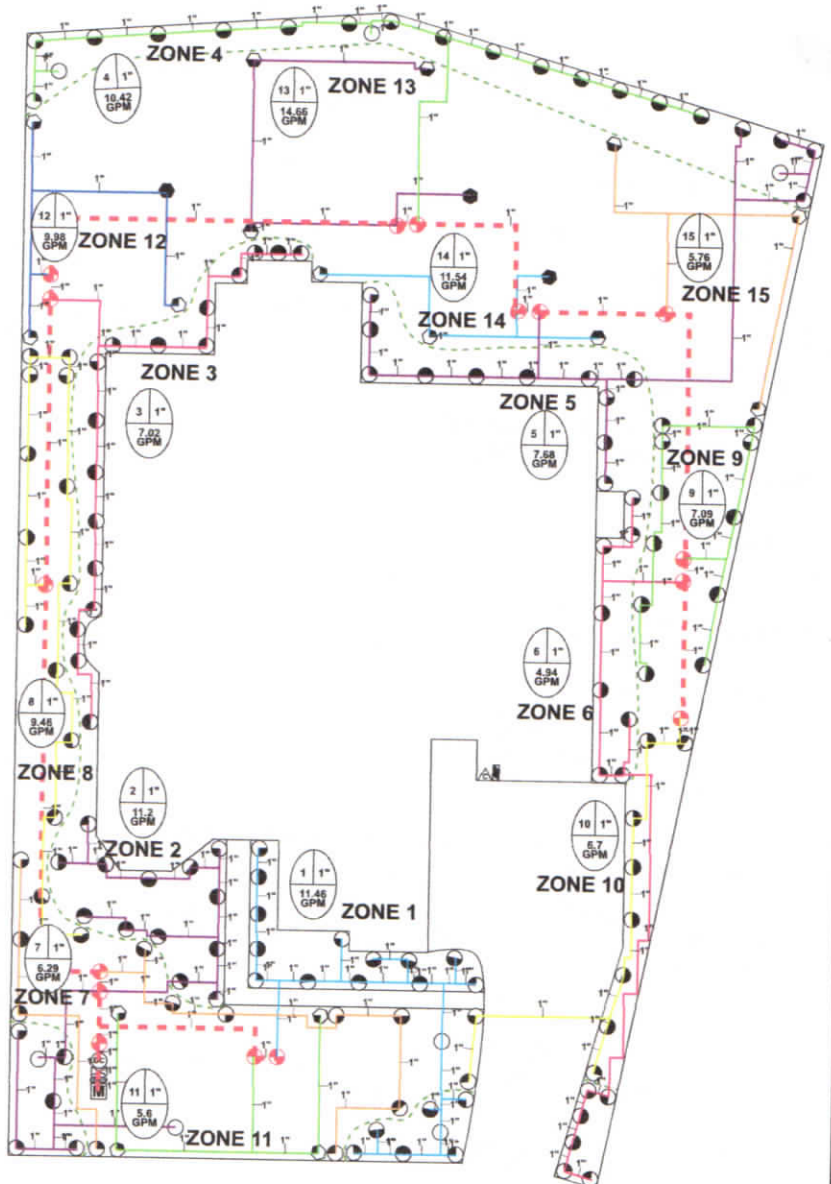 ZONE 4
4 1"
10.42
GPM
ZONE 13
13 1"
14.66
GPM
12 1"
9.98
GPM
ZONE 12
14 1"
11.54
GPM
ZONE 14
15 1"
5.76
GPM
ZONE 15
ZONE 3
3 1"
7.02
GPM
ZONE 5
5 1"
7.68
GPM
ZONE 9
9 1"
7.09
GPM
6 1"
4.94
GPM
ZONE 6
8 1"
9.46
GPM
ZONE 8
2 1"
11.2
GPM
ZONE 2
1 1"
11.46
GPM
ZONE 1
10 1"
6.7
GPM
ZONE 10
7 1"
6.29
GPM
ZONE 7
M
11 1"
5.6
GPM
ZONE 11